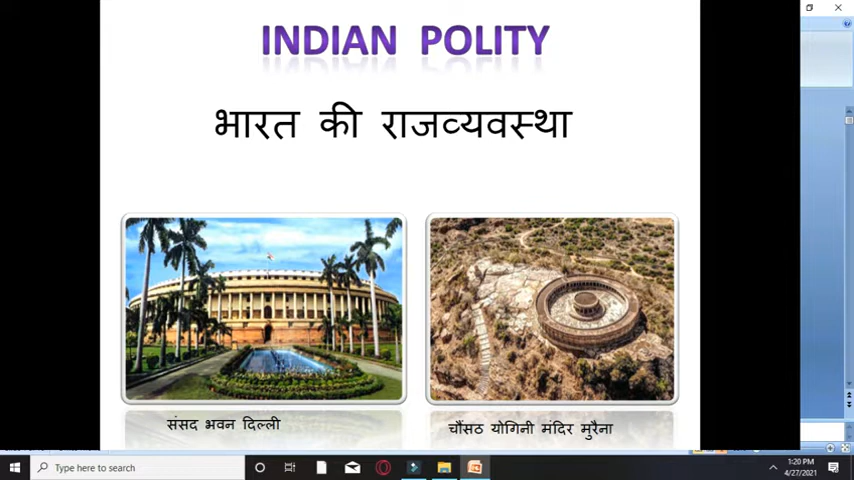 INDIAN POLITY
भारत की राजव्यवस्था
संसद भवन दिल्ली
चौंसठ योगिनी मंदिर मुरैना
Type here to search
1:20 PM
4/27/2021